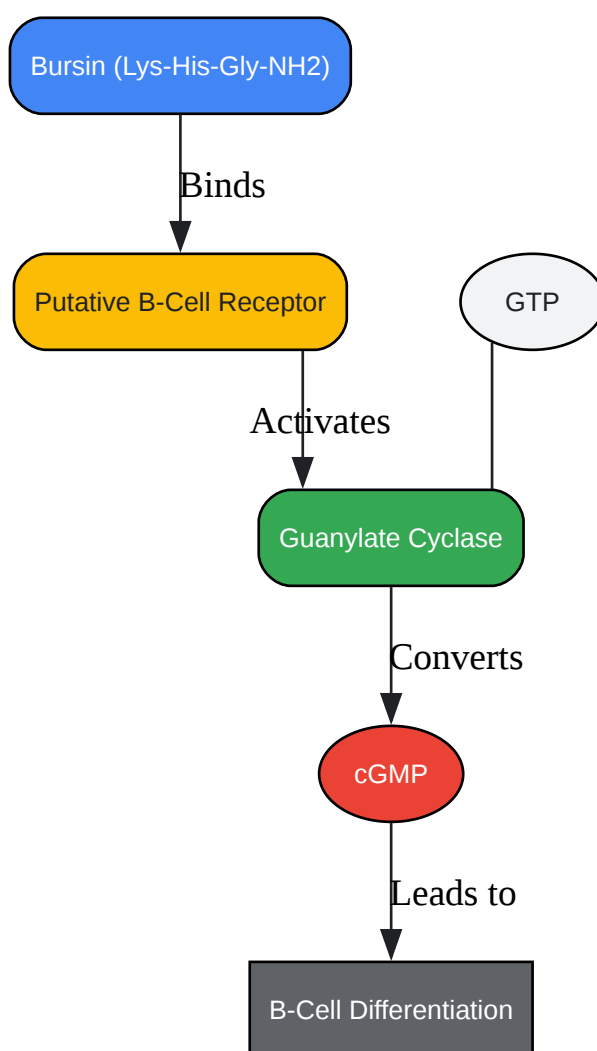 Bursin (Lys-His-Gly-NH2)
Binds
Putative B-Cell Receptor
GTP
Activates
Guanylate Cyclase
Converts
cGMP
Leads to
B-Cell Differentiation